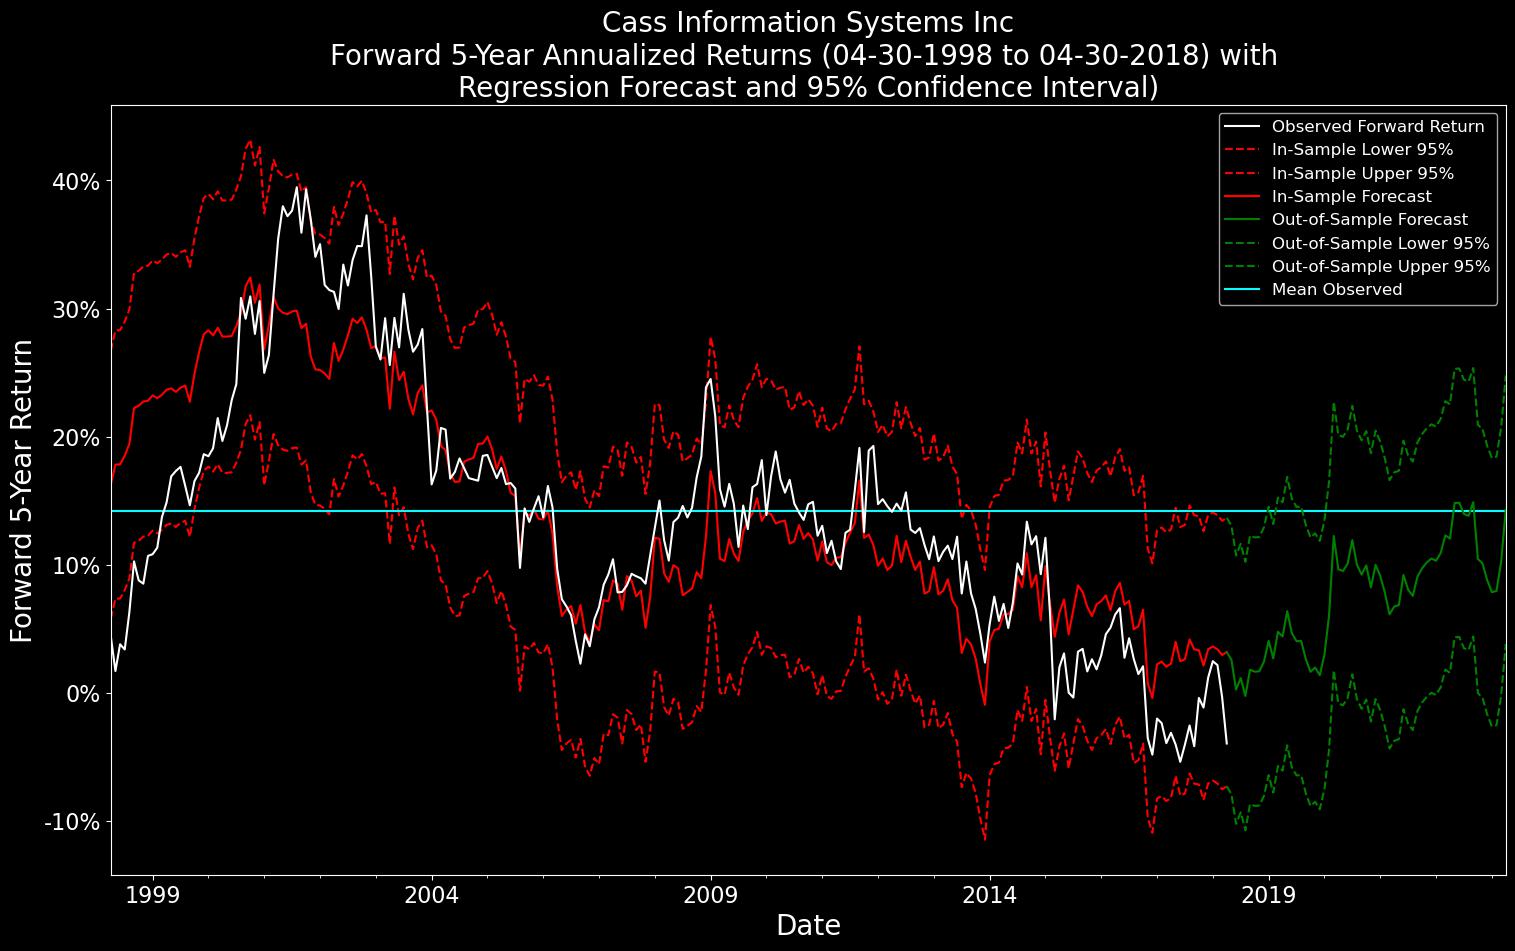 Cass Information Systems Inc
Forward 5-Year Annualized Returns (04-30-1998 to 04-30-2018) with
Regression Forecast and 95% Confidence Interval)
Observed Forward Return
In-Sample Lower 95%
In-Sample Upper 95%
In-Sample Forecast
Out-of-Sample Forecast
Out-of-Sample Lower 95%
Out-of-Sample Upper 95%
Mean Observed
Forward 5-Year Return
40%
30%
20%
10%
0%
-10%
1999
2004
2009
2014
2019
Date